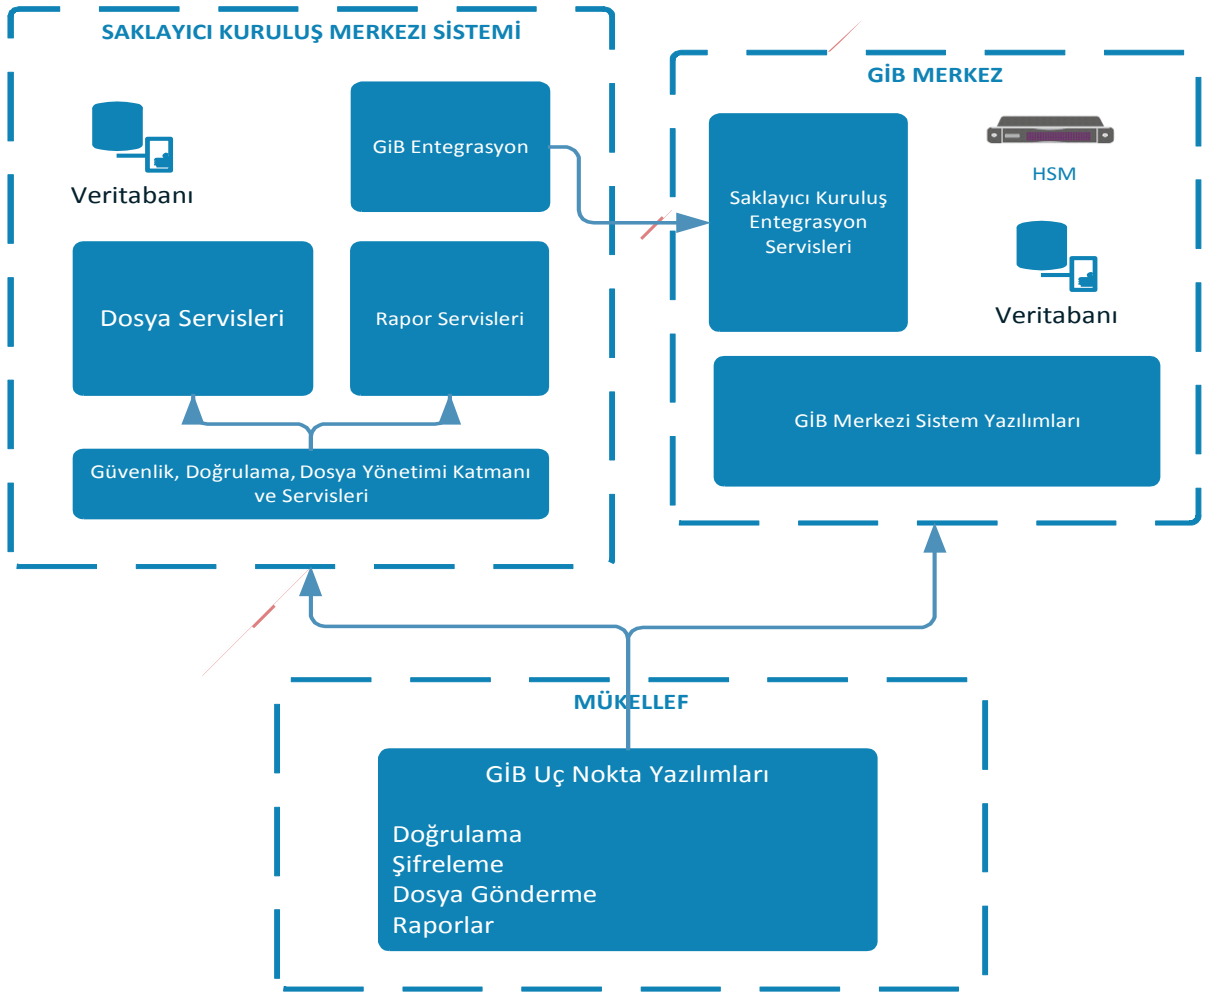 SAKLAYICI KURULUŞ MERKEZI SİSTEMİ
Veritabanı
GiB Entegrasyon
Dosya Servisleri
Rapor Servisleri
Güvenlik, Doğrulama, Dosya Yönetimi Katmanı
ve Servisleri
GİB MERKEZ
Saklayıcı Kuruluş
Entegrasyon
Servisleri
HSM
Veritabanı
GİB Merkezi Sistem Yazılımları
MÜKELLEF
GİB Uç Nokta Yazılımları
Doğrulama
Şifreleme
Dosya Gönderme
Raporlar